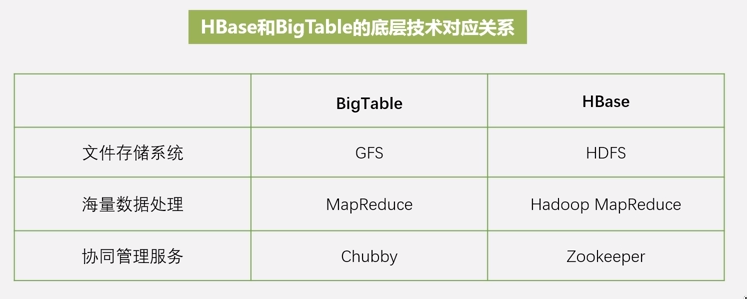 HBase和BigTable的底层技术对应关系
BigTable HBase
文件存储系统 GFS HDFS
海量数据处理 MapReduce Hadoop MapReduce
协同管理服务 Chubby Zookeeper